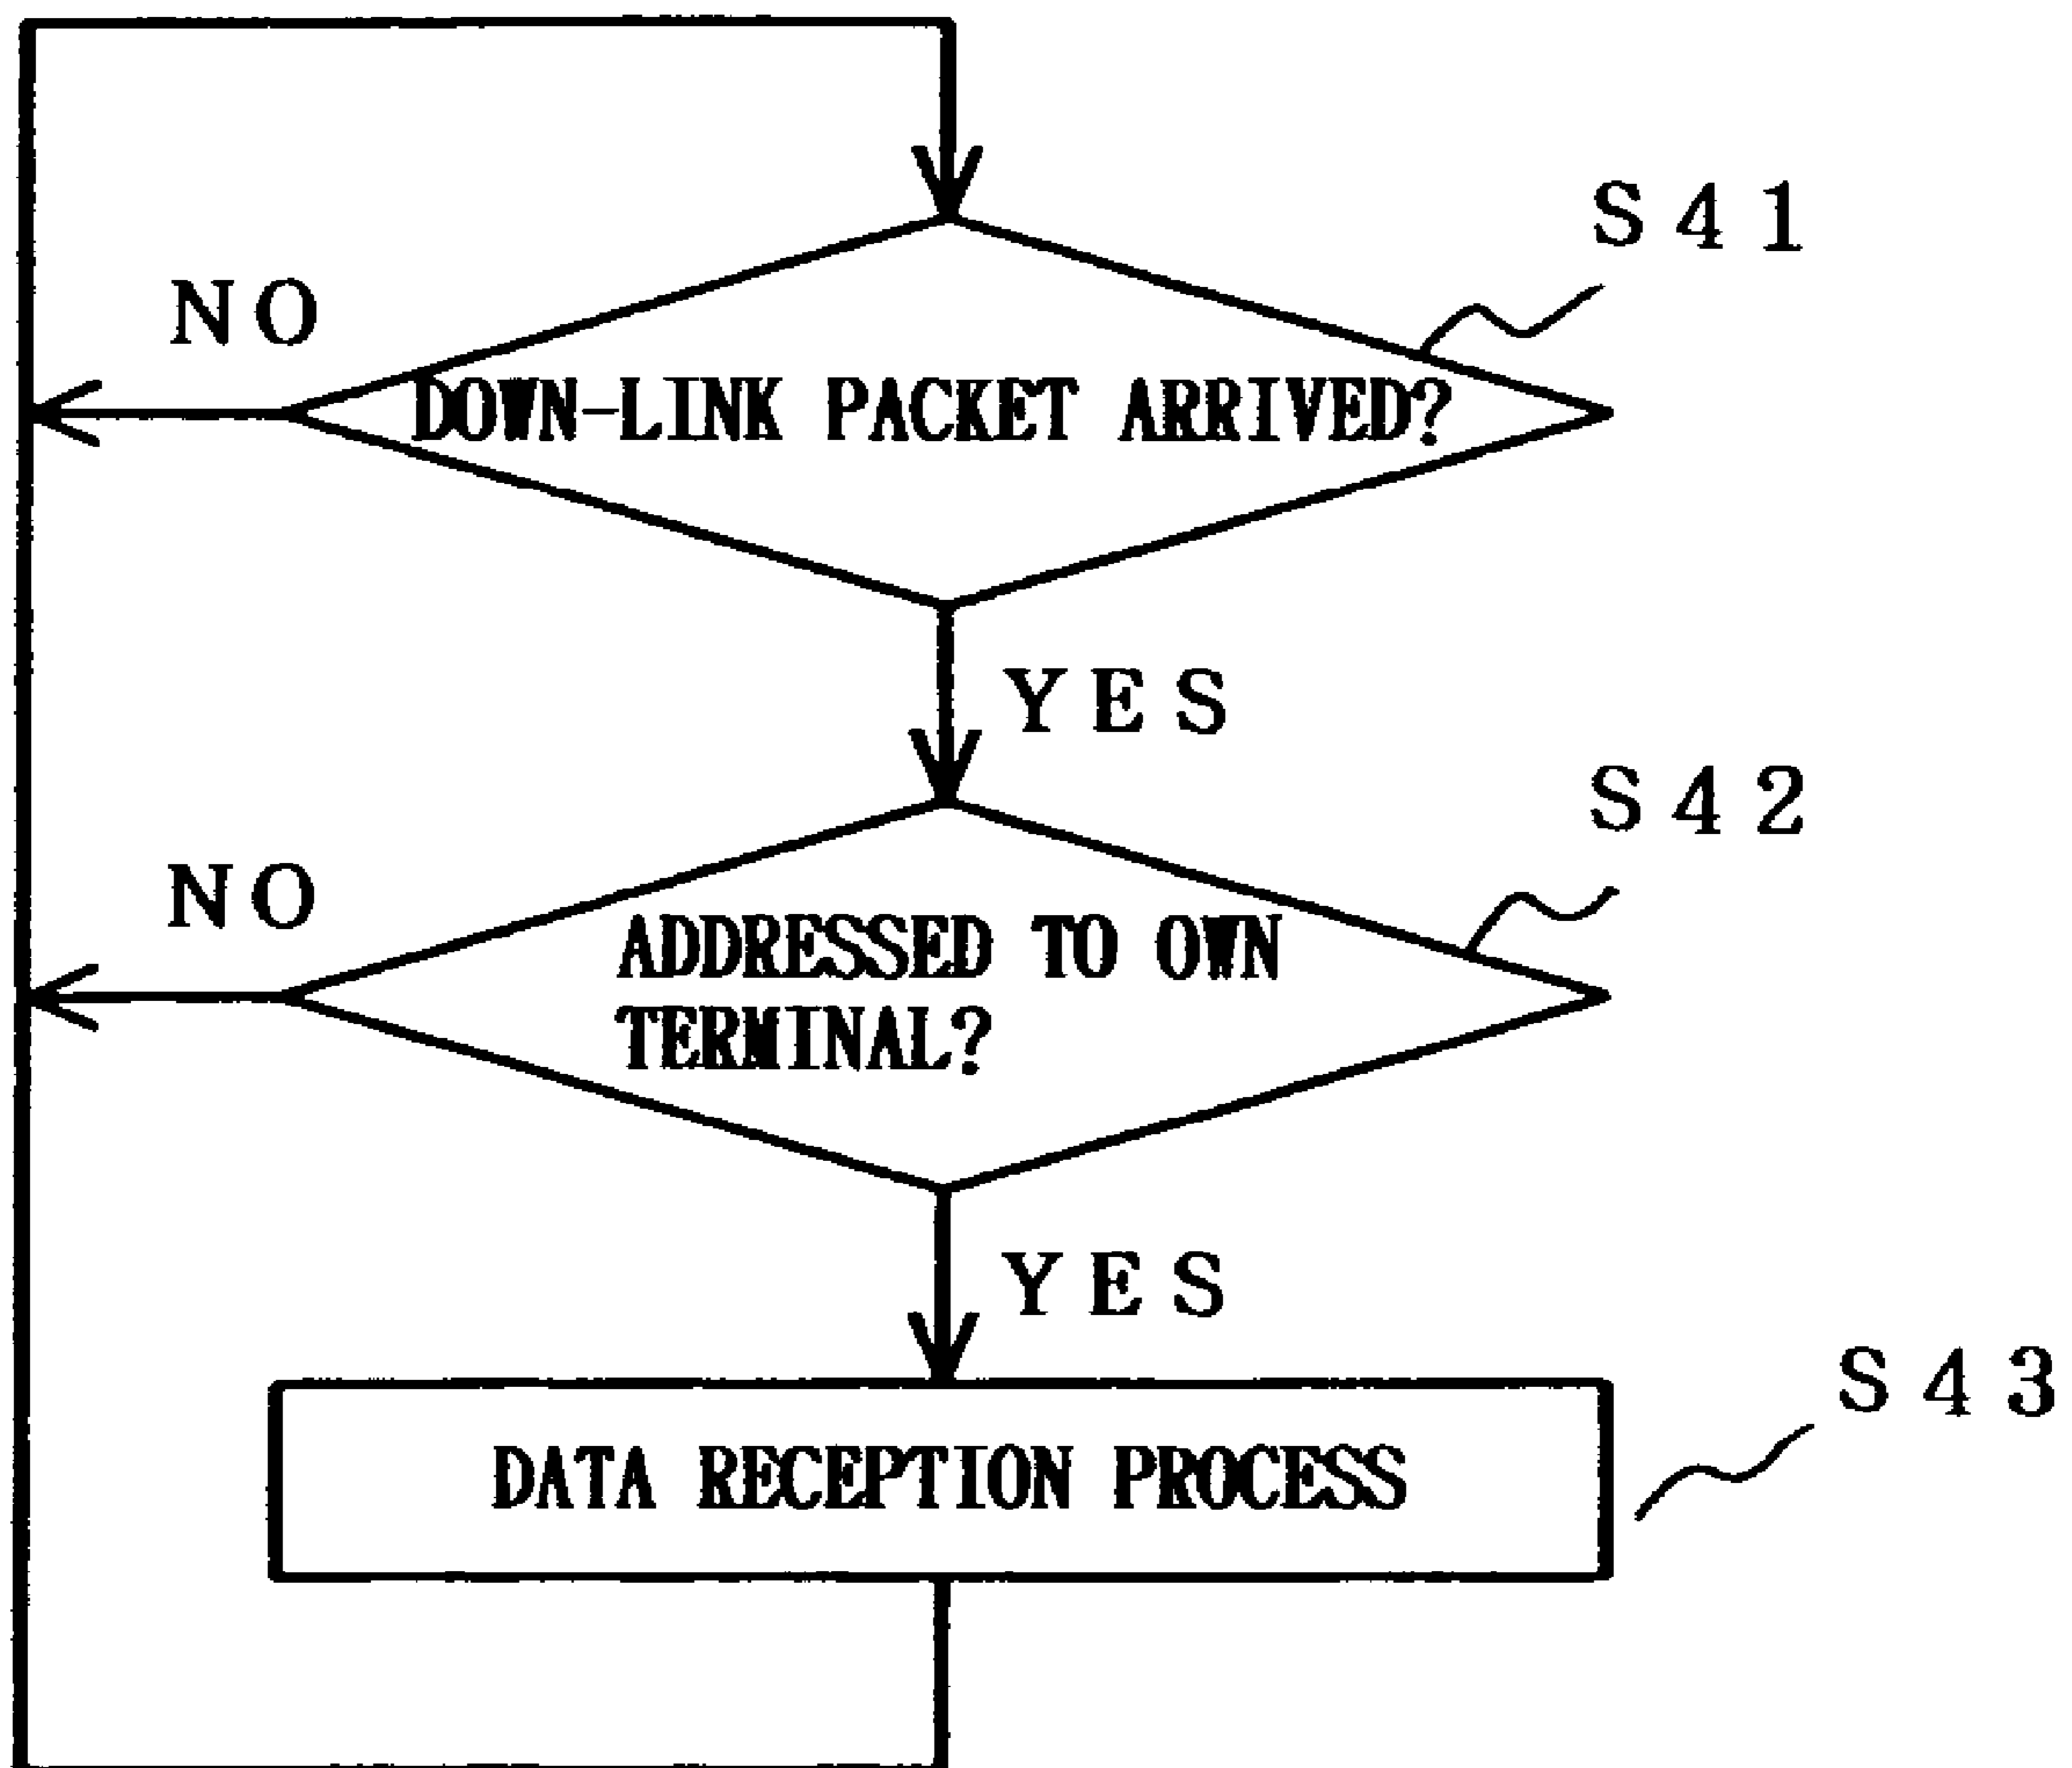 S41
NO
DOWN-LINK PACKET ARRIVED?
YES
S42
NO
ADDRESSED TO OWN
TERMINAL?
YES
S43
DATA RECEPTION PROCESS